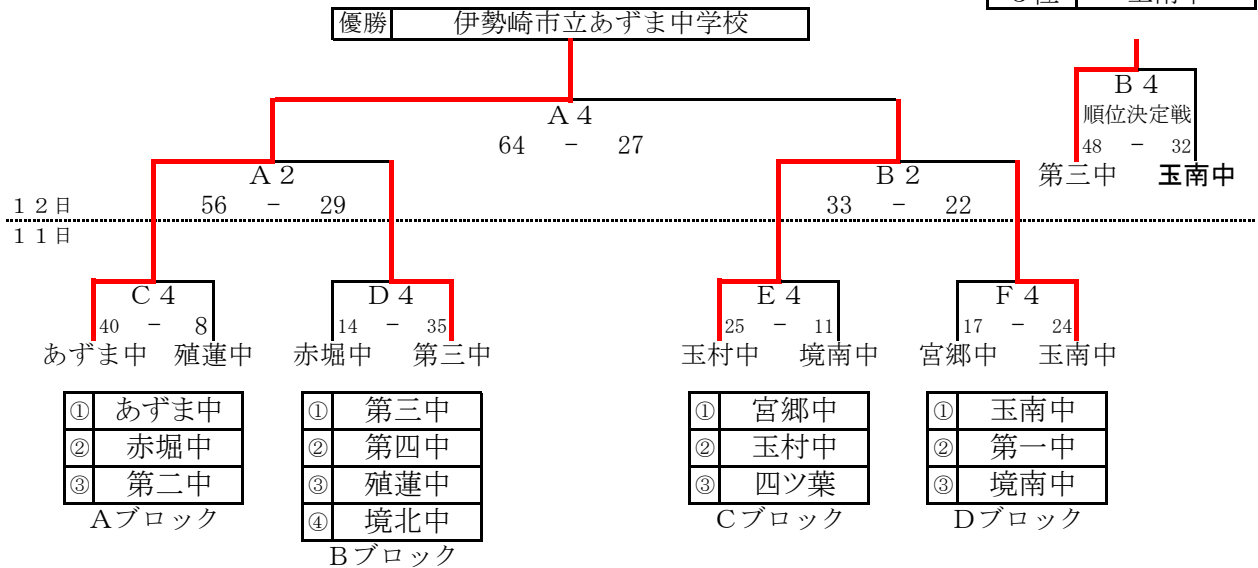 優勝 伊勢崎市立あずま中学校
B4
順位決定戦
48 － 32
第三中 玉南中
A4
64 － 27
A2
56 － 29
B2
33 － 22
12日
11日
C4
40 － 8
あずま中 殖蓮中
D4
14 － 35
赤堀中 第三中
E4
25 － 11
玉村中 境南中
F4
17 － 24
宮郷中 玉南中
① あずま中
② 赤堀中
③ 第二中
Aブロック
① 第三中
② 第四中
③ 殖蓮中
④ 境北中
Bブロック
① 宮郷中
② 玉村中
③ 四ツ葉
Cブロック
① 玉南中
② 第一中
③ 境南中
Dブロック